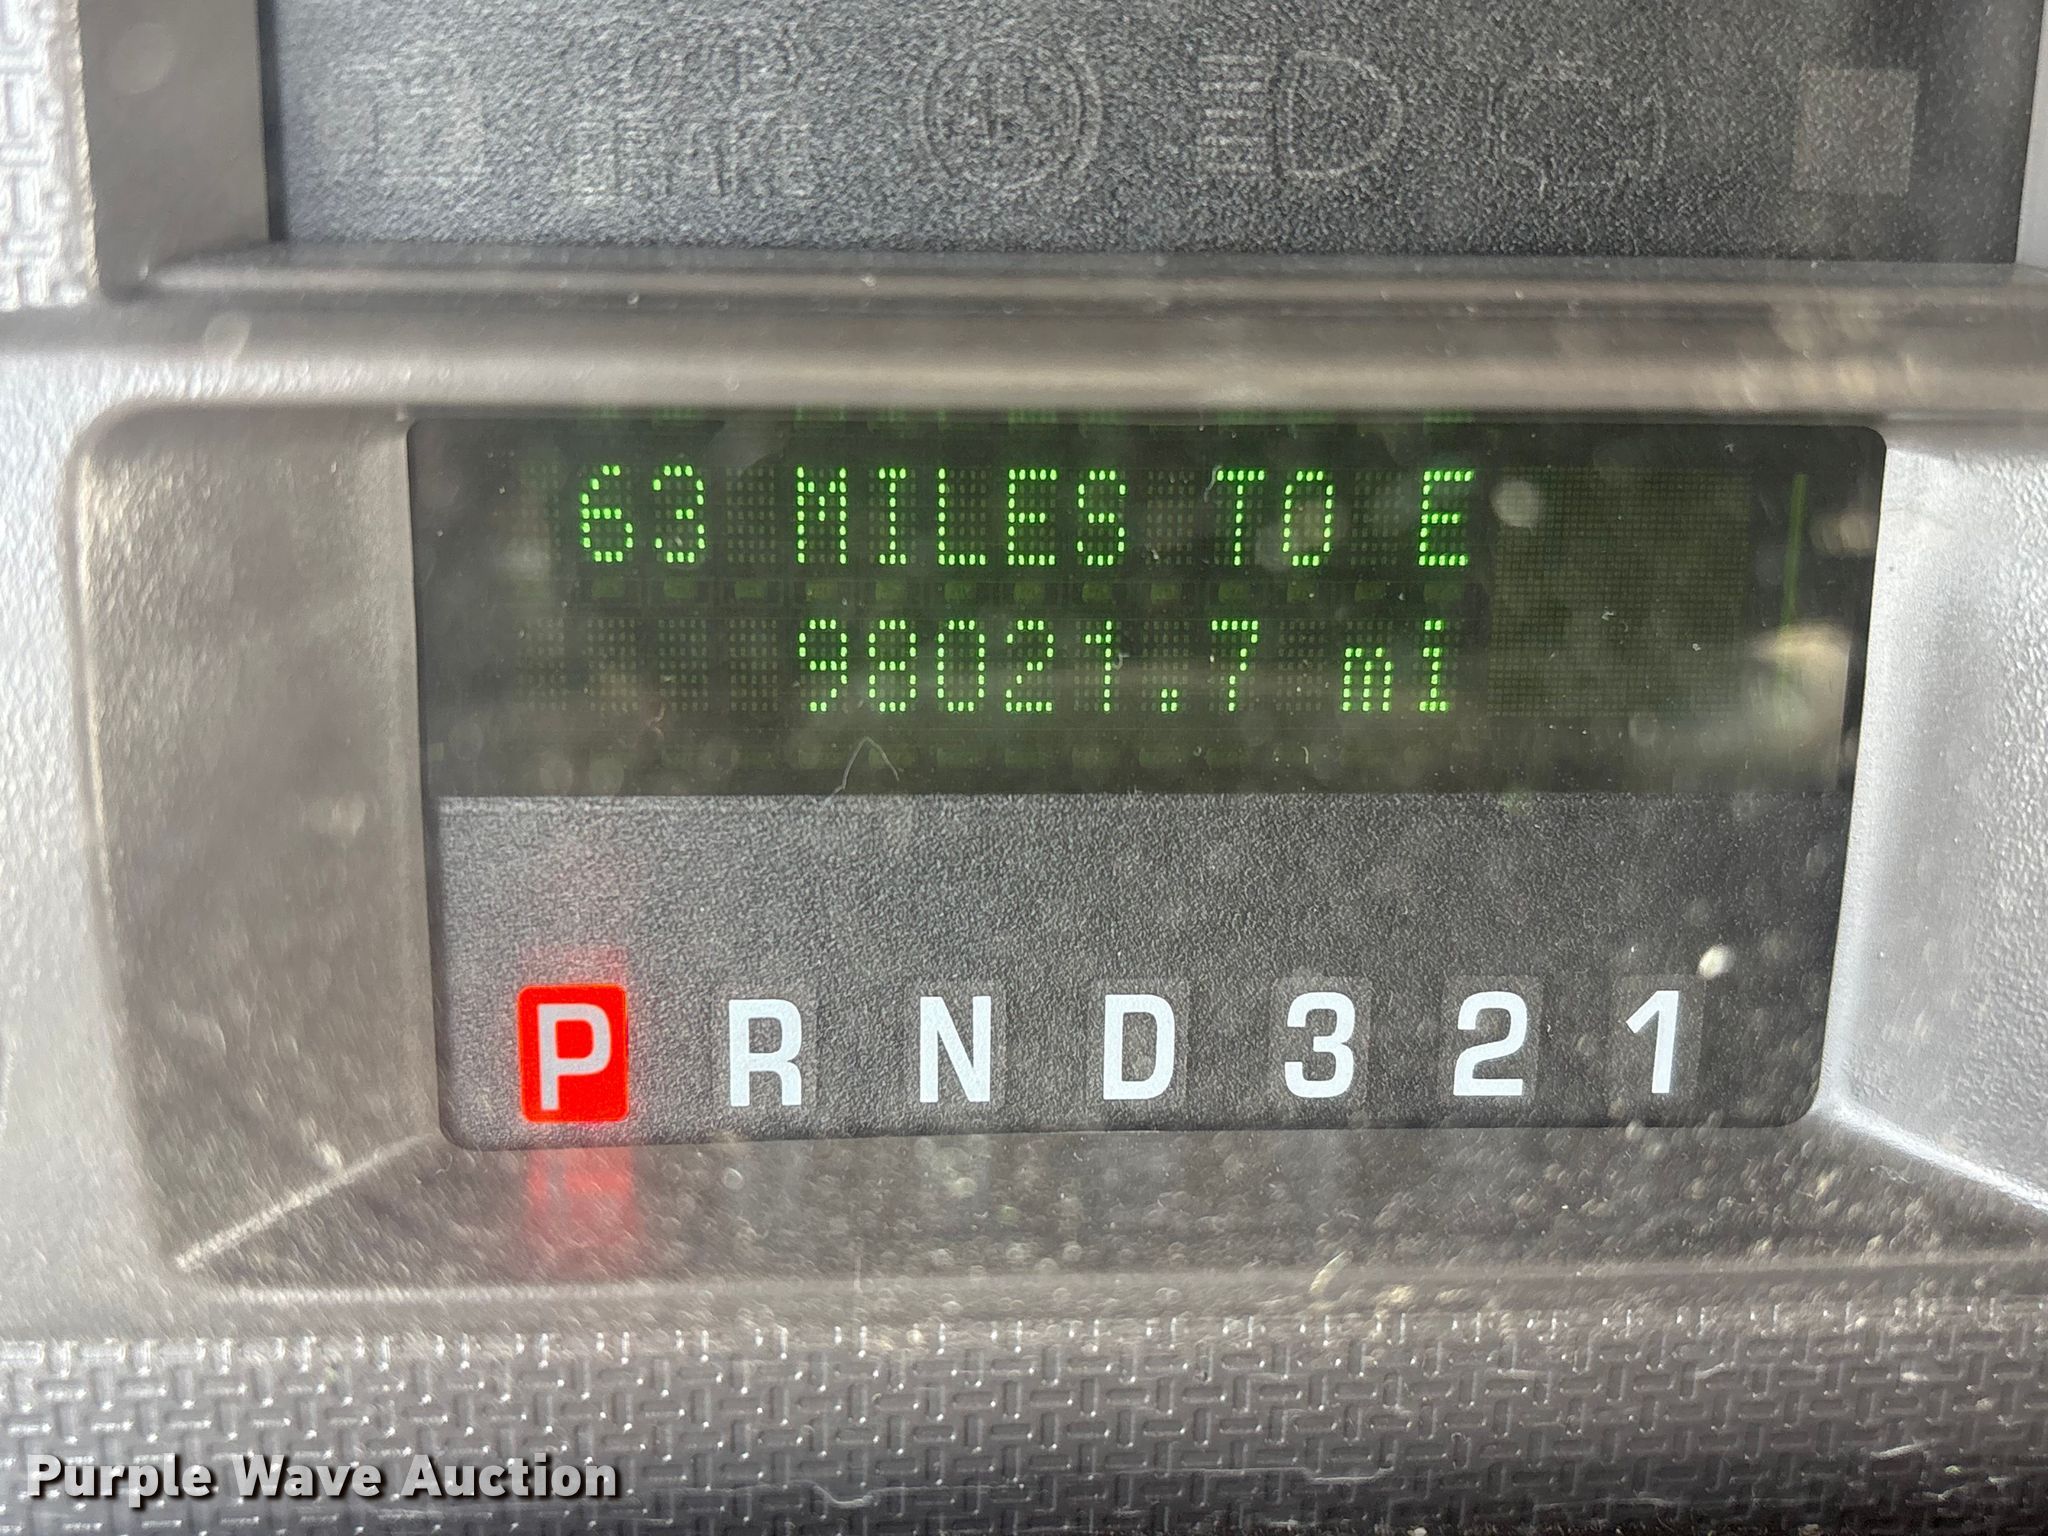 63 MILES TO E
98021.7 mi
P R N D 3 2 1
Purple Wave Auction